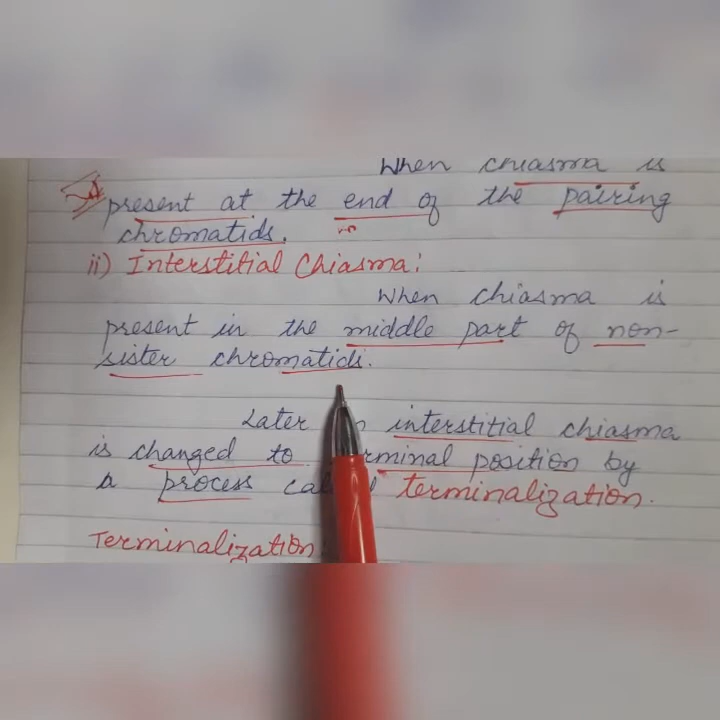 When chiasma is
present at the end of the pairing
chromatids.
ii) Interstitial Chiasma:
When chiasma is
present in the middle part of non-
sister chromatids.
Later interstitial chiasma
is changed to position by
a process terminalization.
Terminalization